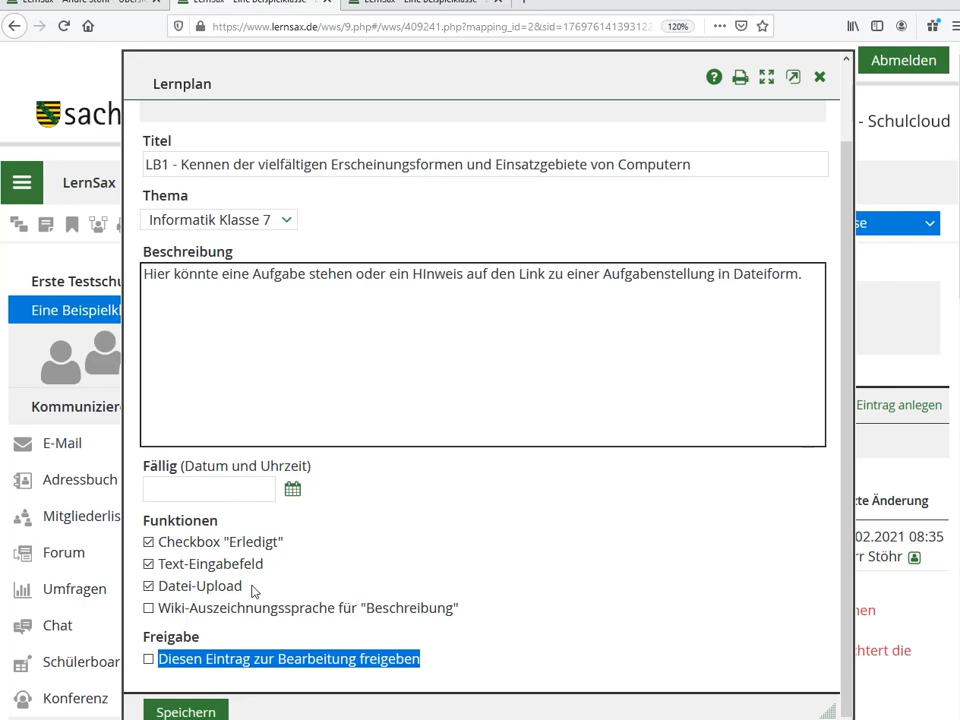 https://www.lernsax.de/wws/9.php#/wws/409241.php?mapping_id=2&sid=176976141393122
120%
Lernplan
Abmelden
sach
- Schulcloud
LernSax
Titel
LB1 - Kennen der vielfältigen Erscheinungsformen und Einsatzgebiete von Computern
Thema
Informatik Klasse 7
Beschreibung
Hier könnte eine Aufgabe stehen oder ein HInweis auf den Link zu einer Aufgabenstellung in Dateiform.
Erste Testschu
Eine Beispielk
Kommunizier
E-Mail
Adressbuch
Mitgliederlis
Forum
Umfragen
Chat
Schülerboar
Konferenz
Eintrag anlegen
te Änderung
02.2021 08:35
rr Stöhr
nen
chtert die
Fällig (Datum und Uhrzeit)
Funktionen
Checkbox "Erledigt"
Text-Eingabefeld
Datei-Upload
Wiki-Auszeichnungssprache für "Beschreibung"
Freigabe
Diesen Eintrag zur Bearbeitung freigeben
Speichern